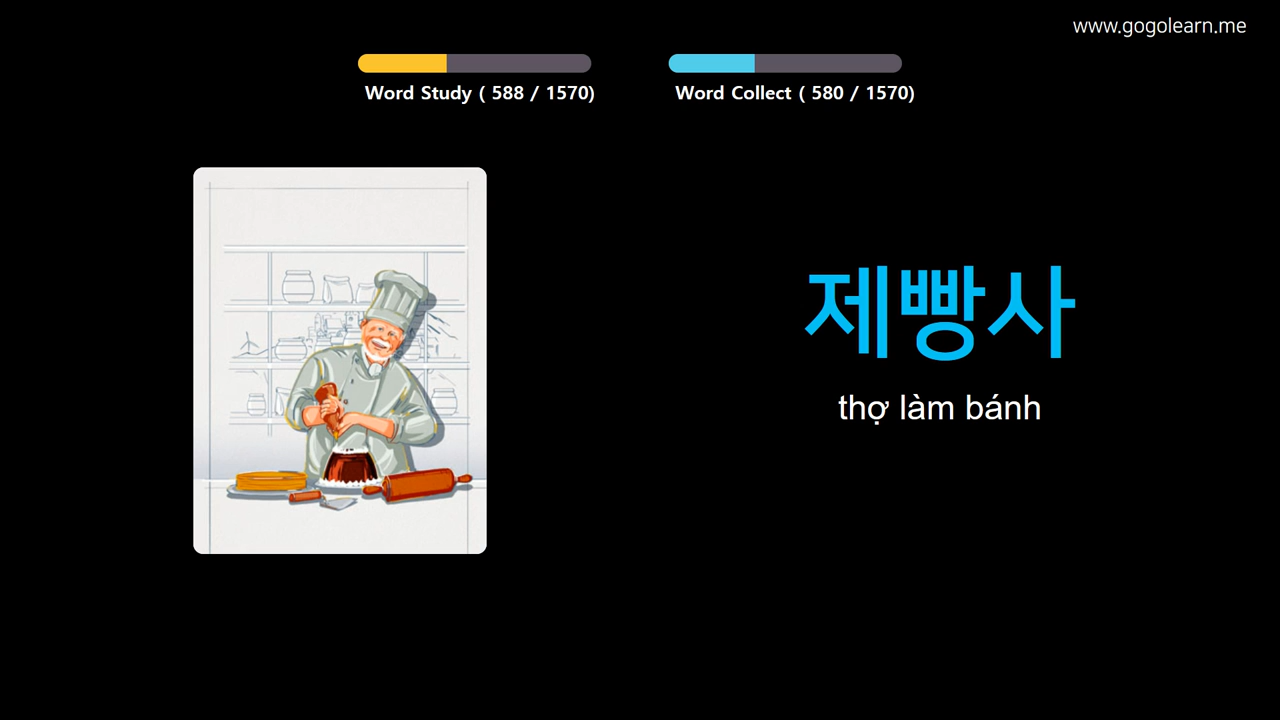 www.gogolearn.me
Word Study ( 588 / 1570)
Word Collect ( 580 / 1570)
제빵사
thợ làm bánh